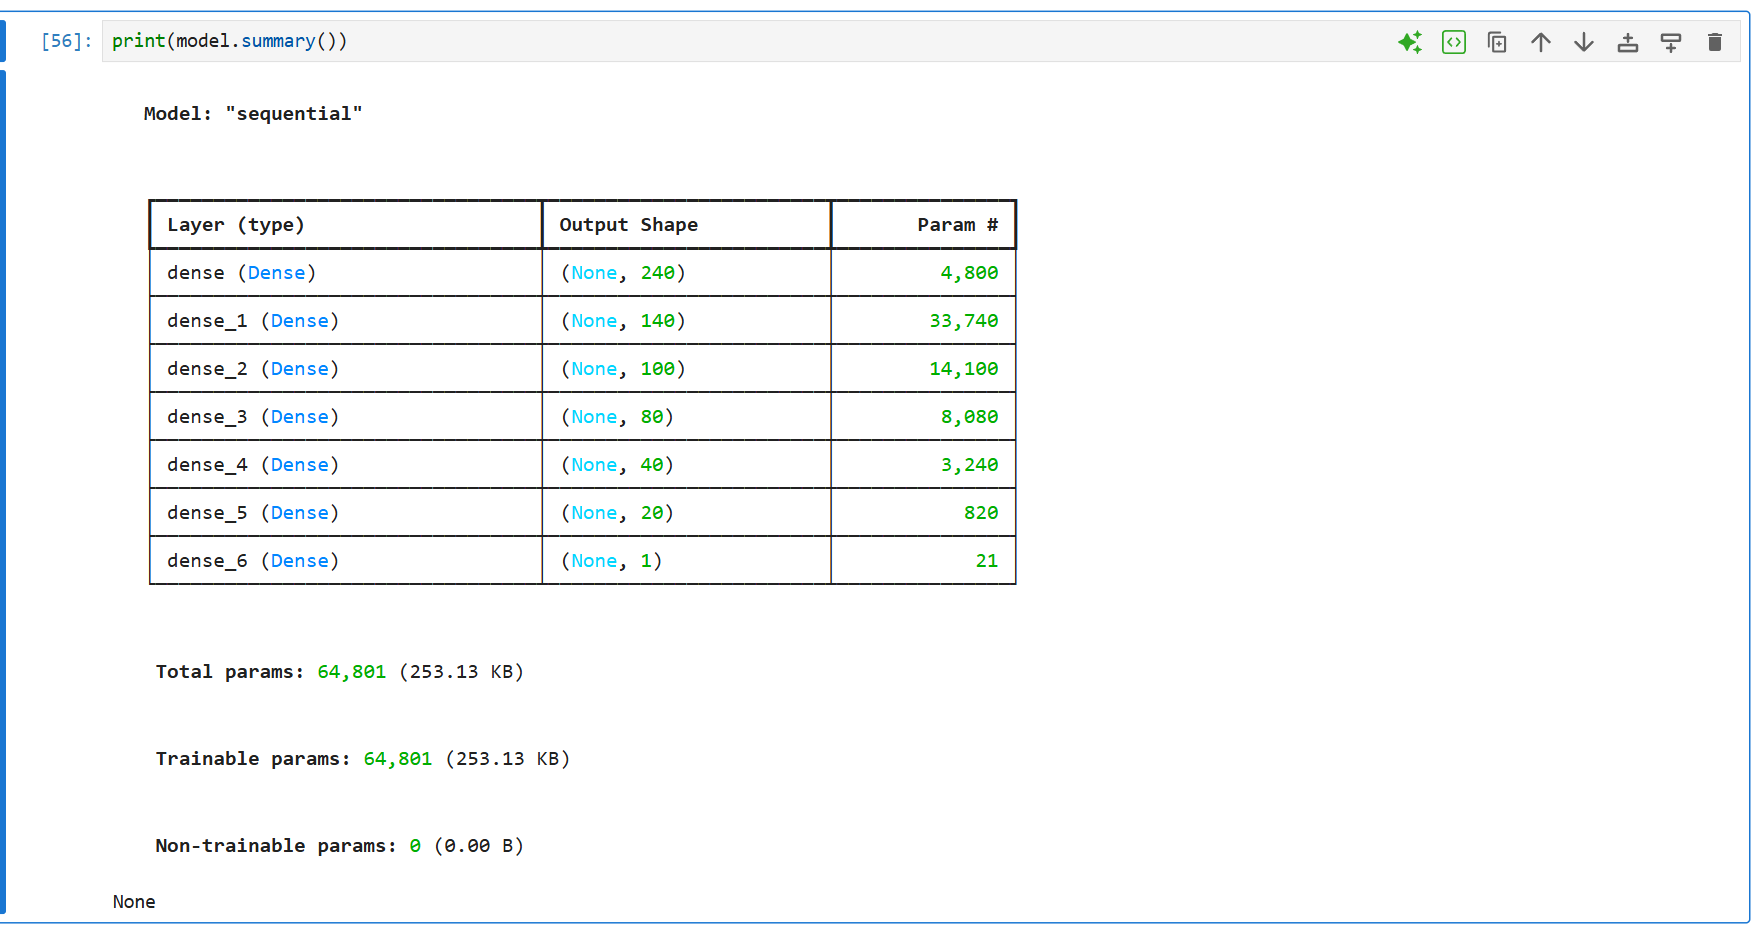 [56]: print(model.summary())
Model: "sequential"
Layer (type) Output Shape Param #
dense (Dense) (None, 240) 4,800
dense_1 (Dense) (None, 140) 33,740
dense_2 (Dense) (None, 100) 14,100
dense_3 (Dense) (None, 80) 8,080
dense_4 (Dense) (None, 40) 3,240
dense_5 (Dense) (None, 20) 820
dense_6 (Dense) (None, 1) 21
Total params: 64,801 (253.13 KB)
Trainable params: 64,801 (253.13 KB)
Non-trainable params: 0 (0.00 B)
None